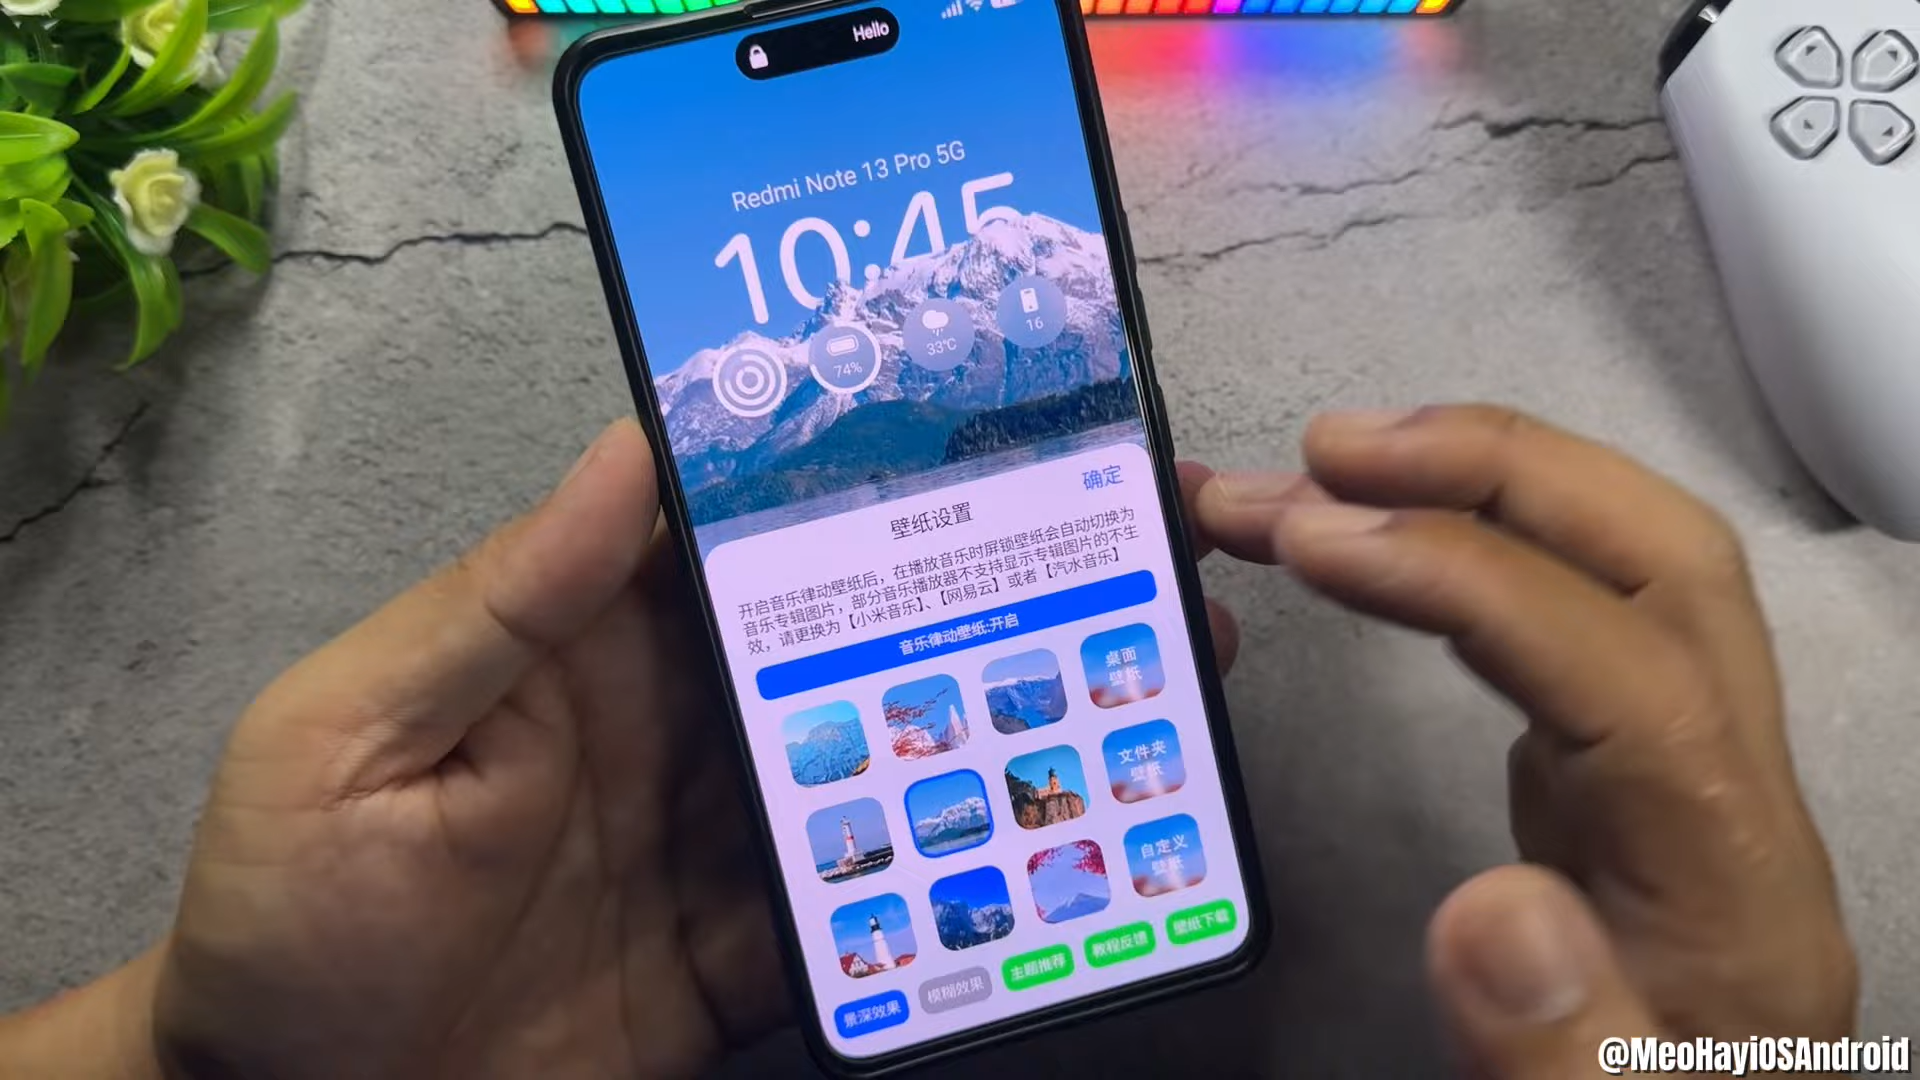 Hello
Redmi Note 13 Pro 5G
10:45
74%
33°C
16
确定
壁纸设置
开启音乐律动壁纸后，在播放音乐时屏锁壁纸会自动切换为
音乐专辑图片，部分音乐播放器不支持显示专辑图片的不生
效，请更换为【小米音乐】、【网易云】或者【汽水音乐】
音乐律动壁纸:开启
桌面
壁纸
文件夹
壁纸
自定义
壁纸
景深效果
模糊效果
主题推荐
教程反馈
壁纸下载
@MeoHayiOSAndroid